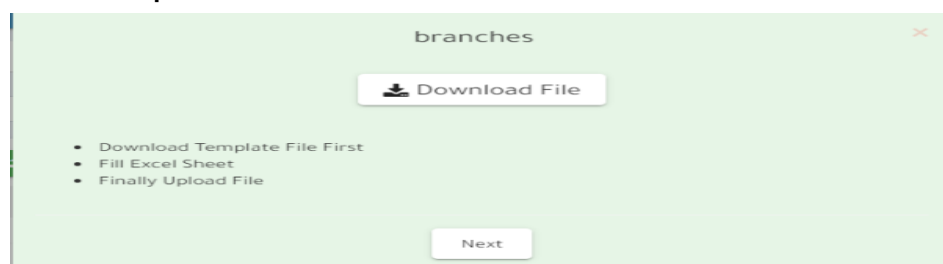 branches
Download File
Download Template File First
Fill Excel Sheet
Finally Upload File
Next